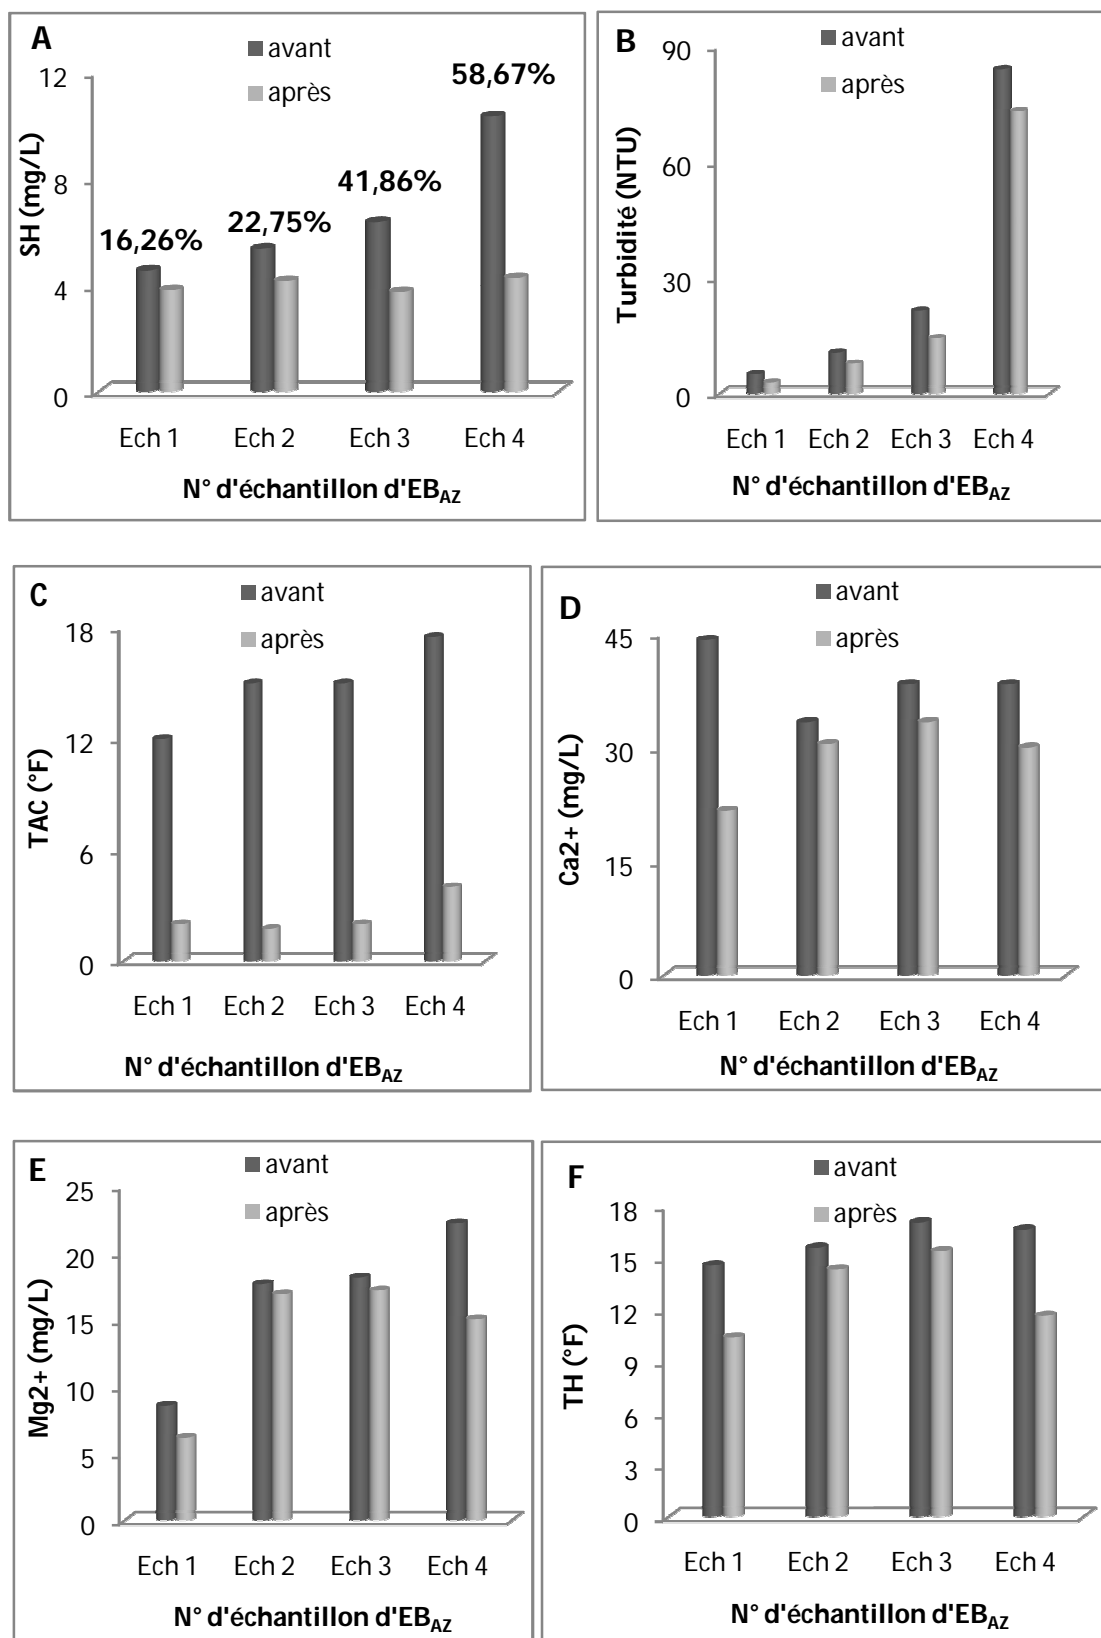 A
avant
après
12
8
4
0
SH (mg/L)
16,26%
22,75%
41,86%
58,67%
Ech 1 Ech 2 Ech 3 Ech 4
N° d'échantillon d'EBAZ
B
avant
après
90
60
30
0
Turbidité (NTU)
Ech 1 Ech 2 Ech 3 Ech 4
N° d'échantillon d'EBAZ
C
avant
après
18
12
6
0
TAC (°F)
Ech 1 Ech 2 Ech 3 Ech 4
N° d'échantillon d'EBAZ
D
avant
après
45
30
15
0
Ca2+ (mg/L)
Ech 1 Ech 2 Ech 3 Ech 4
N° d'échantillon d'EBAZ
E
avant
après
25
20
15
10
5
0
Mg2+ (mg/L)
Ech 1 Ech 2 Ech 3 Ech 4
N° d'échantillon d'EBAZ
F
avant
après
18
15
12
9
6
3
0
TH (°F)
Ech 1 Ech 2 Ech 3 Ech 4
N° d'échantillon d'EBAZ